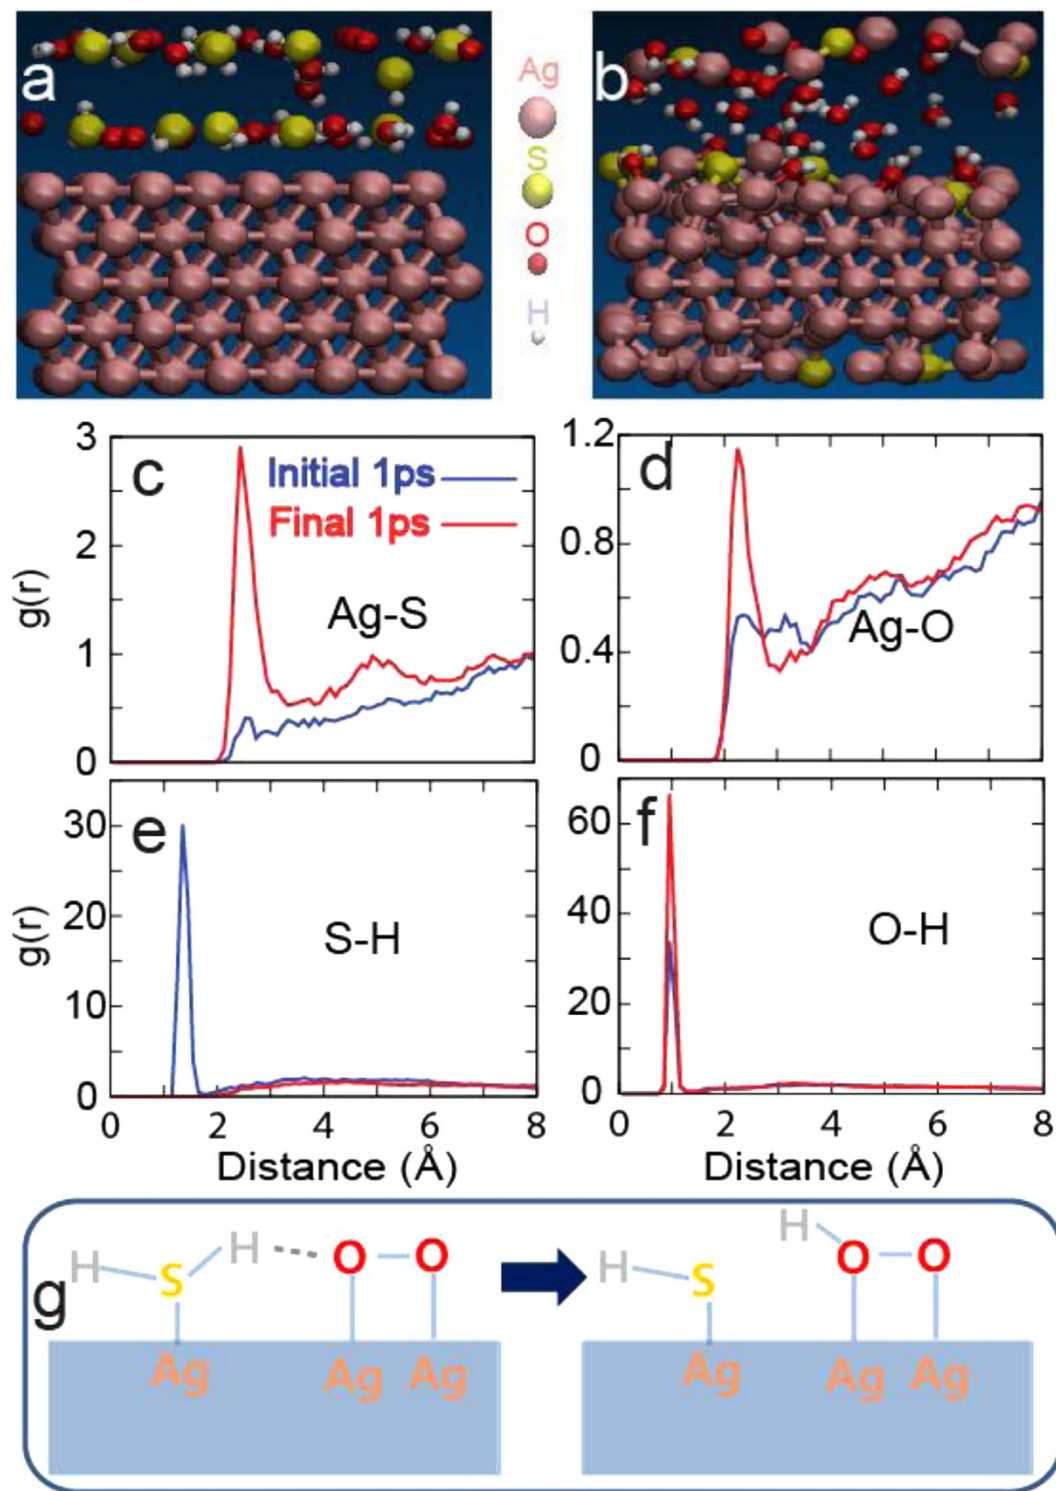 a
Ag
S
O
H
b
c
Initial 1ps
Final 1ps
Ag-S
g(r)
3
2
1
0
d
Ag-O
1.2
0.8
0.4
0
e
S-H
g(r)
30
20
10
0
0 2 4 6 8
Distance (Å)
f
O-H
60
40
20
0
0 2 4 6 8
Distance (Å)
g
H S H O O
Ag Ag Ag
H S H O O
Ag Ag Ag